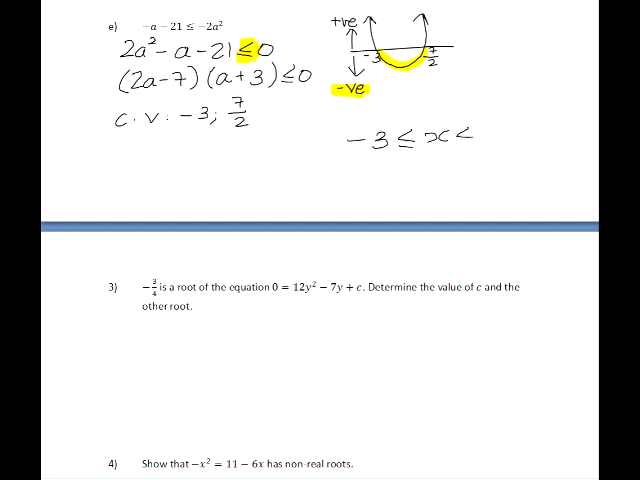 e) −a − 21 ≤ −2a²
2a² − a − 21 ≤ 0
(2a − 7) (a + 3) ≤ 0
c.v: −3; 7/2
+ve
−3 7/2
−ve
−3 ≤ x <
3) −3/4 is a root of the equation 0 = 12y² − 7y + c. Determine the value of c and the
other root.
4) Show that −x² = 11 − 6x has non-real roots.